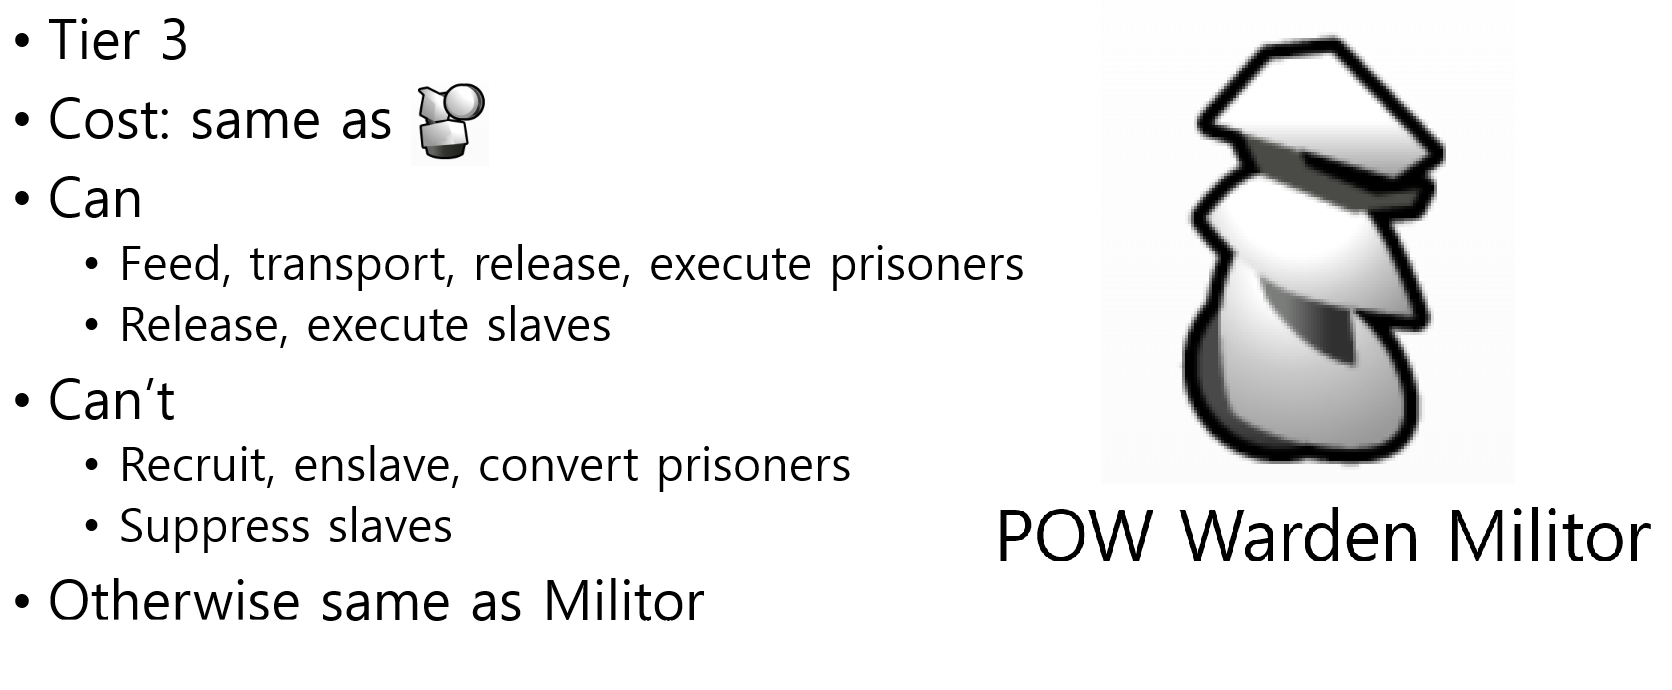 • Tier 3
• Cost: same as
• Can
• Feed, transport, release, execute prisoners
• Release, execute slaves
• Can’t
• Recruit, enslave, convert prisoners
• Suppress slaves
• Otherwise same as Militor
POW Warden Militor